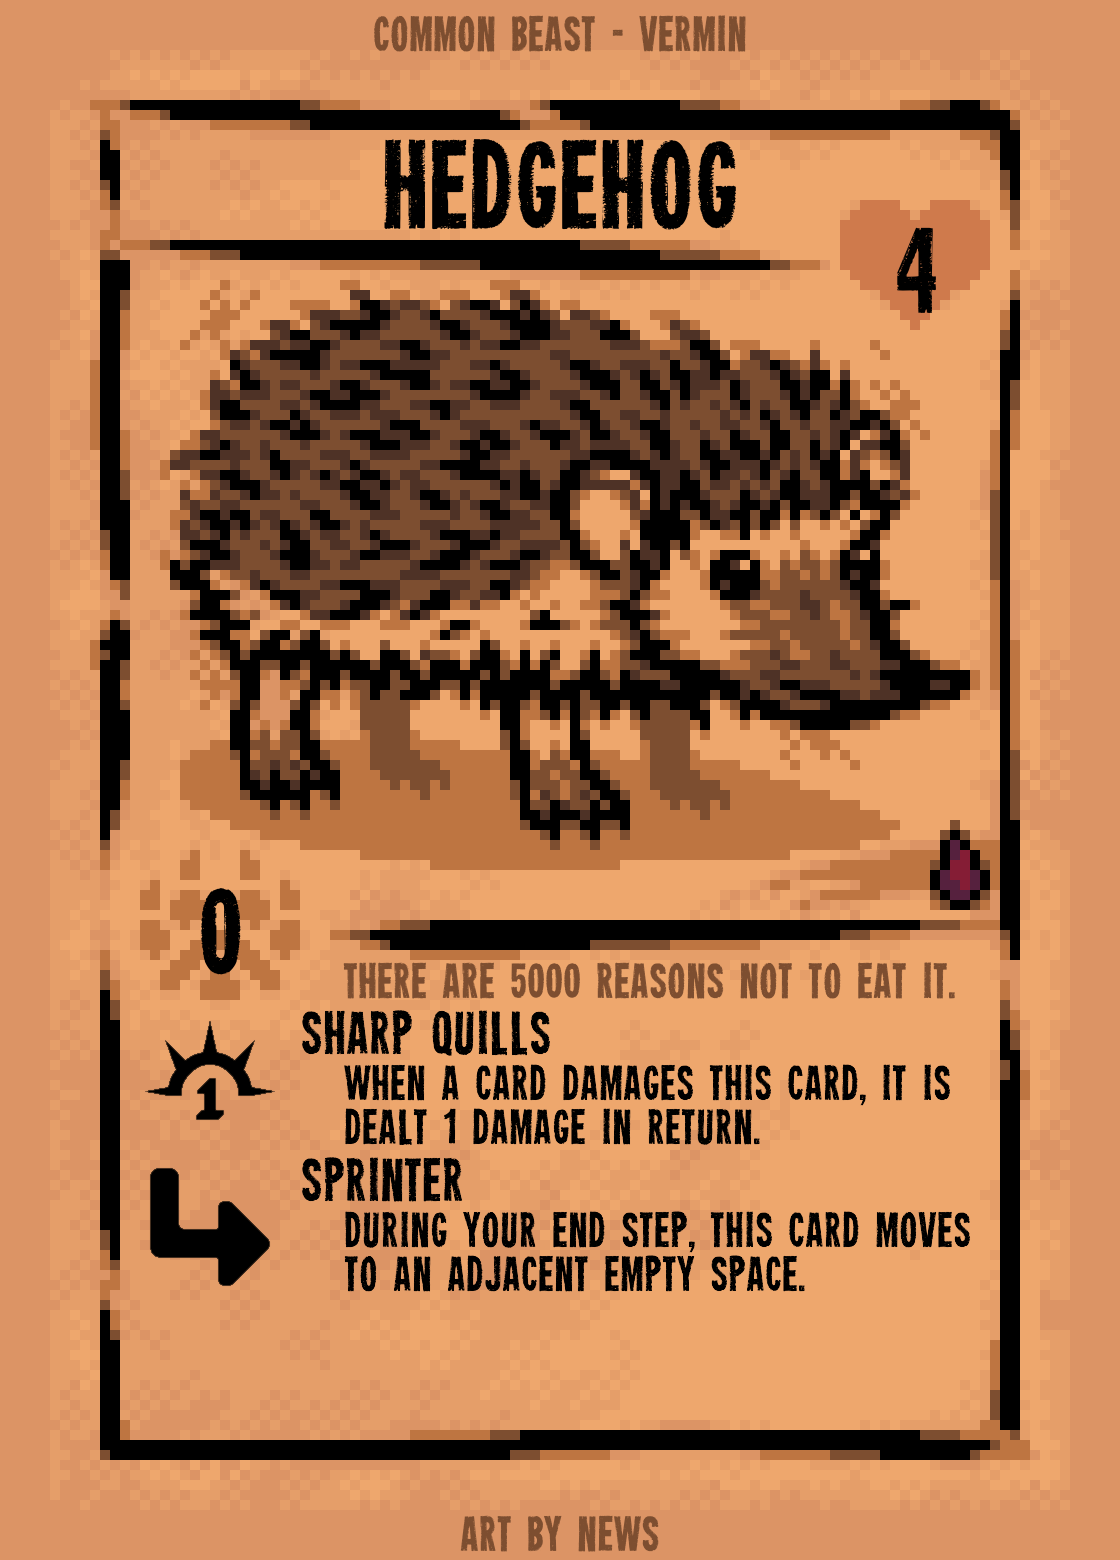 COMMON BEAST - VERMIN
HEDGEHOG
4
0
THERE ARE 5000 REASONS NOT TO EAT IT.
SHARP QUILLS
1
WHEN A CARD DAMAGES THIS CARD, IT IS
DEALT 1 DAMAGE IN RETURN.
SPRINTER
DURING YOUR END STEP, THIS CARD MOVES
TO AN ADJACENT EMPTY SPACE.
ART BY NEWS